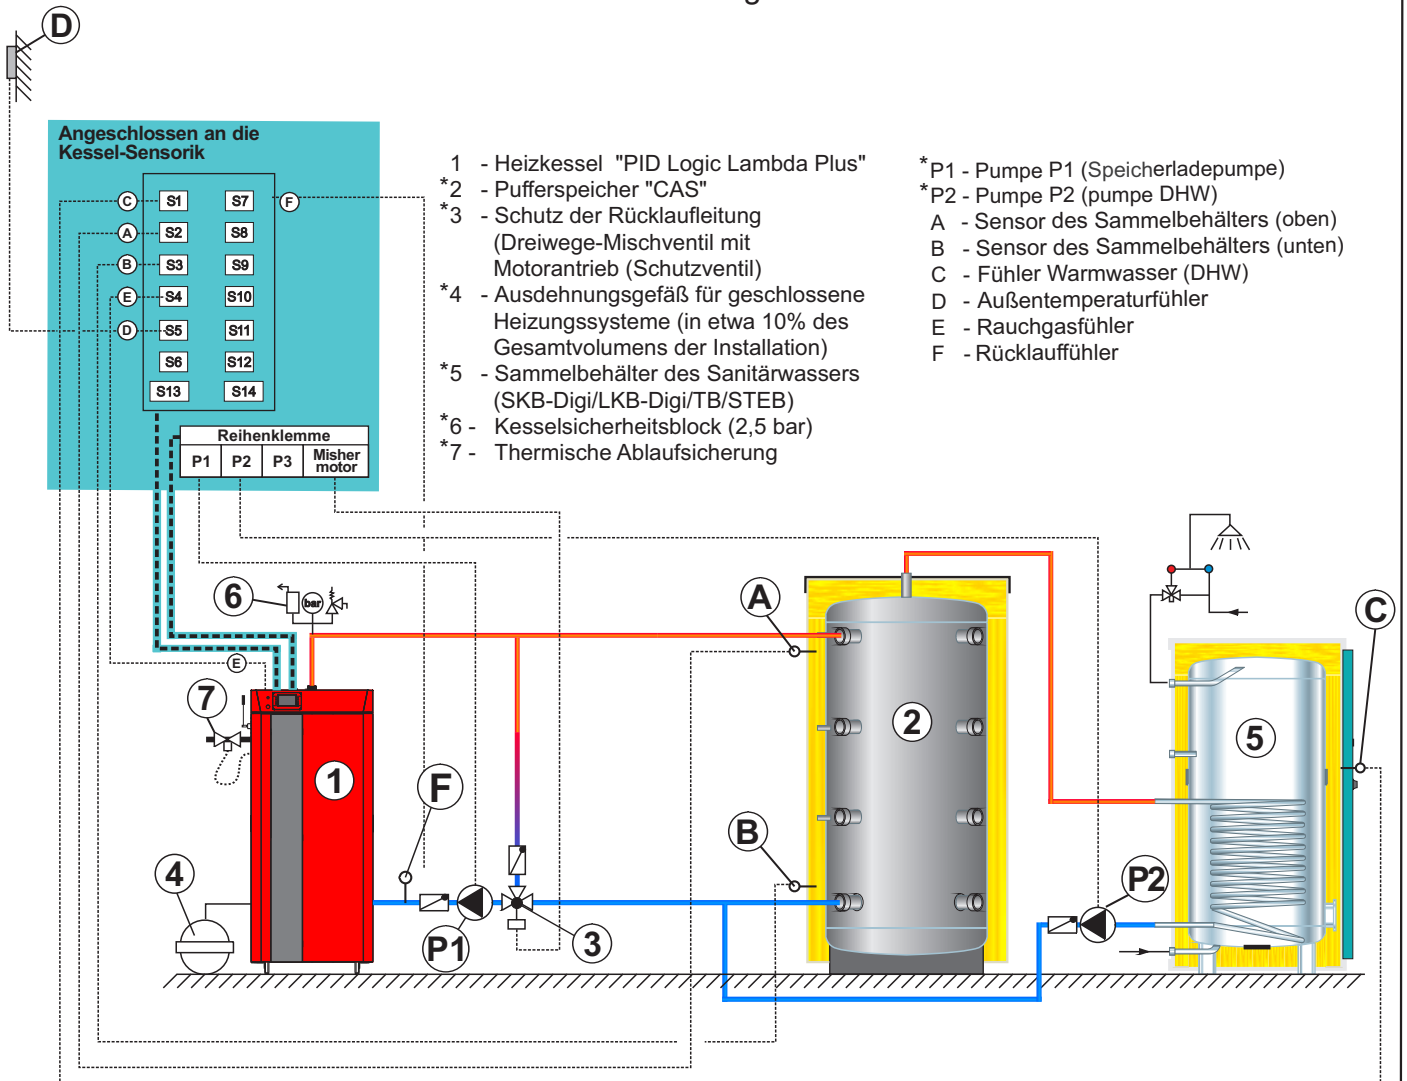 D
Angeschlossen an die
Kessel-Sensorik
C S1 S7 F
A S2 S8
B S3 S9
E S4 S10
D S5 S11
S6 S12
S13 S14
Reihenklemme
P1 P2 P3 Misher
motor
1 - Heizkessel "PID Logic Lambda Plus"
*2 - Pufferspeicher "CAS"
*3 - Schutz der Rücklaufleitung
(Dreiwege-Mischventil mit
Motorantrieb (Schutzventil)
*4 - Ausdehnungsgefäß für geschlossene
Heizungssysteme (in etwa 10% des
Gesamtvolumens der Installation)
*5 - Sammelbehälter des Sanitärwassers
(SKB-Digi/LKB-Digi/TB/STEB)
*6 - Kesselsicherheitsblock (2,5 bar)
*7 - Thermische Ablaufsicherung
*P1 - Pumpe P1 (Speicherladepumpe)
*P2 - Pumpe P2 (pumpe DHW)
A - Sensor des Sammelbehälters (oben)
B - Sensor des Sammelbehälters (unten)
C - Fühler Warmwasser (DHW)
D - Außentemperaturfühler
E - Rauchgasfühler
F - Rücklauffühler
6
bar
A
C
E
7
2
5
1
F
B
4
P2
P1
3